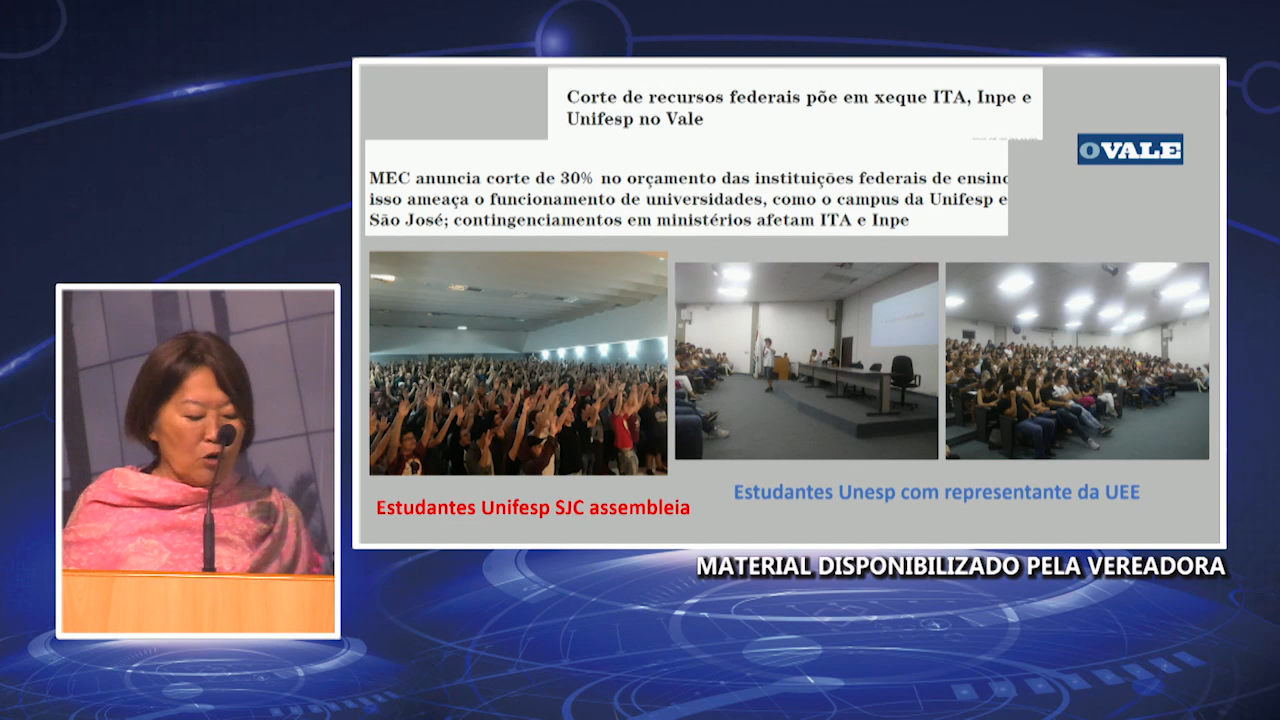 Corte de recursos federais põe em xeque ITA, Inpe e
Unifesp no Vale
OVALE
MEC anuncia corte de 30% no orçamento das instituições federais de ensino
isso ameaça o funcionamento de universidades, como o campus da Unifesp e
São José; contingenciamentos em ministérios afetam ITA e Inpe
Estudantes Unifesp SJC assembleia
Estudantes Unesp com representante da UEE
MATERIAL DISPONIBILIZADO PELA VEREADORA